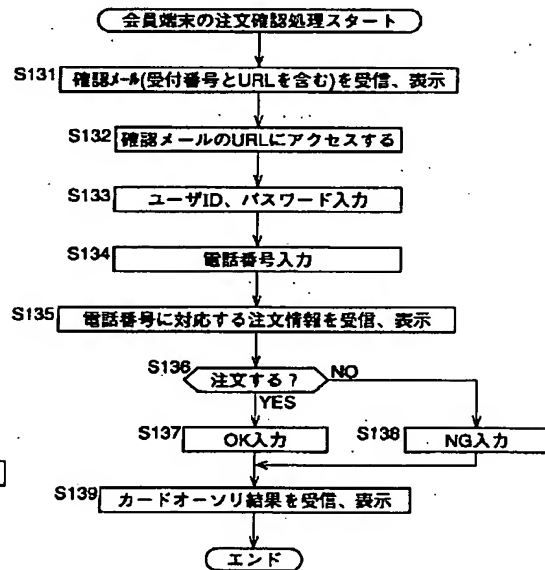 会員端末の注文確認処理スタート
S131 確認メール(受付番号とURLを含む)を受信、表示
S132 確認メールのURLにアクセスする
S133 ユーザID、パスワード入力
S134 電話番号入力
S135 電話番号に対応する注文情報を受信、表示
S136 注文する? NO
YES
S137 OK入力 S138 NG入力
S139 カードオーソリ結果を受信、表示
エンド